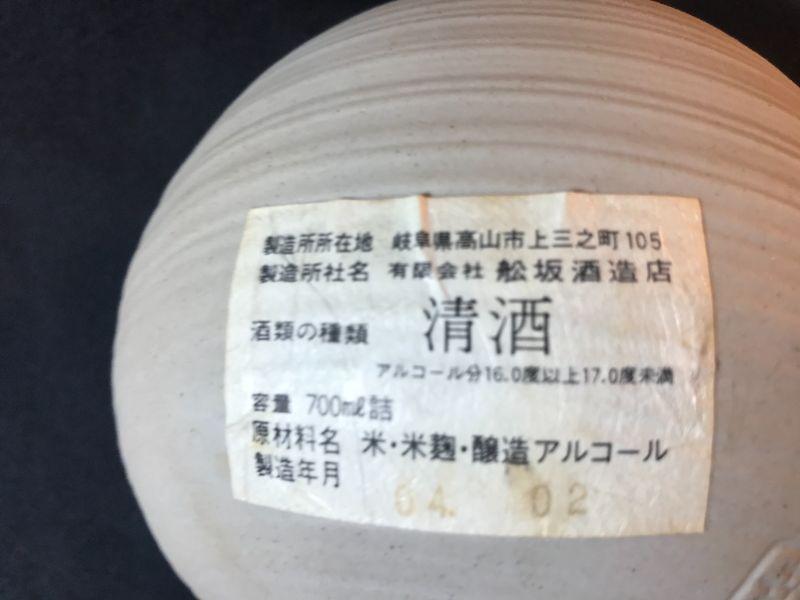 製造所所在地 岐阜県高山市上三之町105
製造所社名 有限会社 舩坂酒造店
酒類の種類 清酒
アルコール分16.0度以上17.0度未満
容量 700ml詰
原材料名 米・米麹・醸造アルコール
製造年月
04. 02